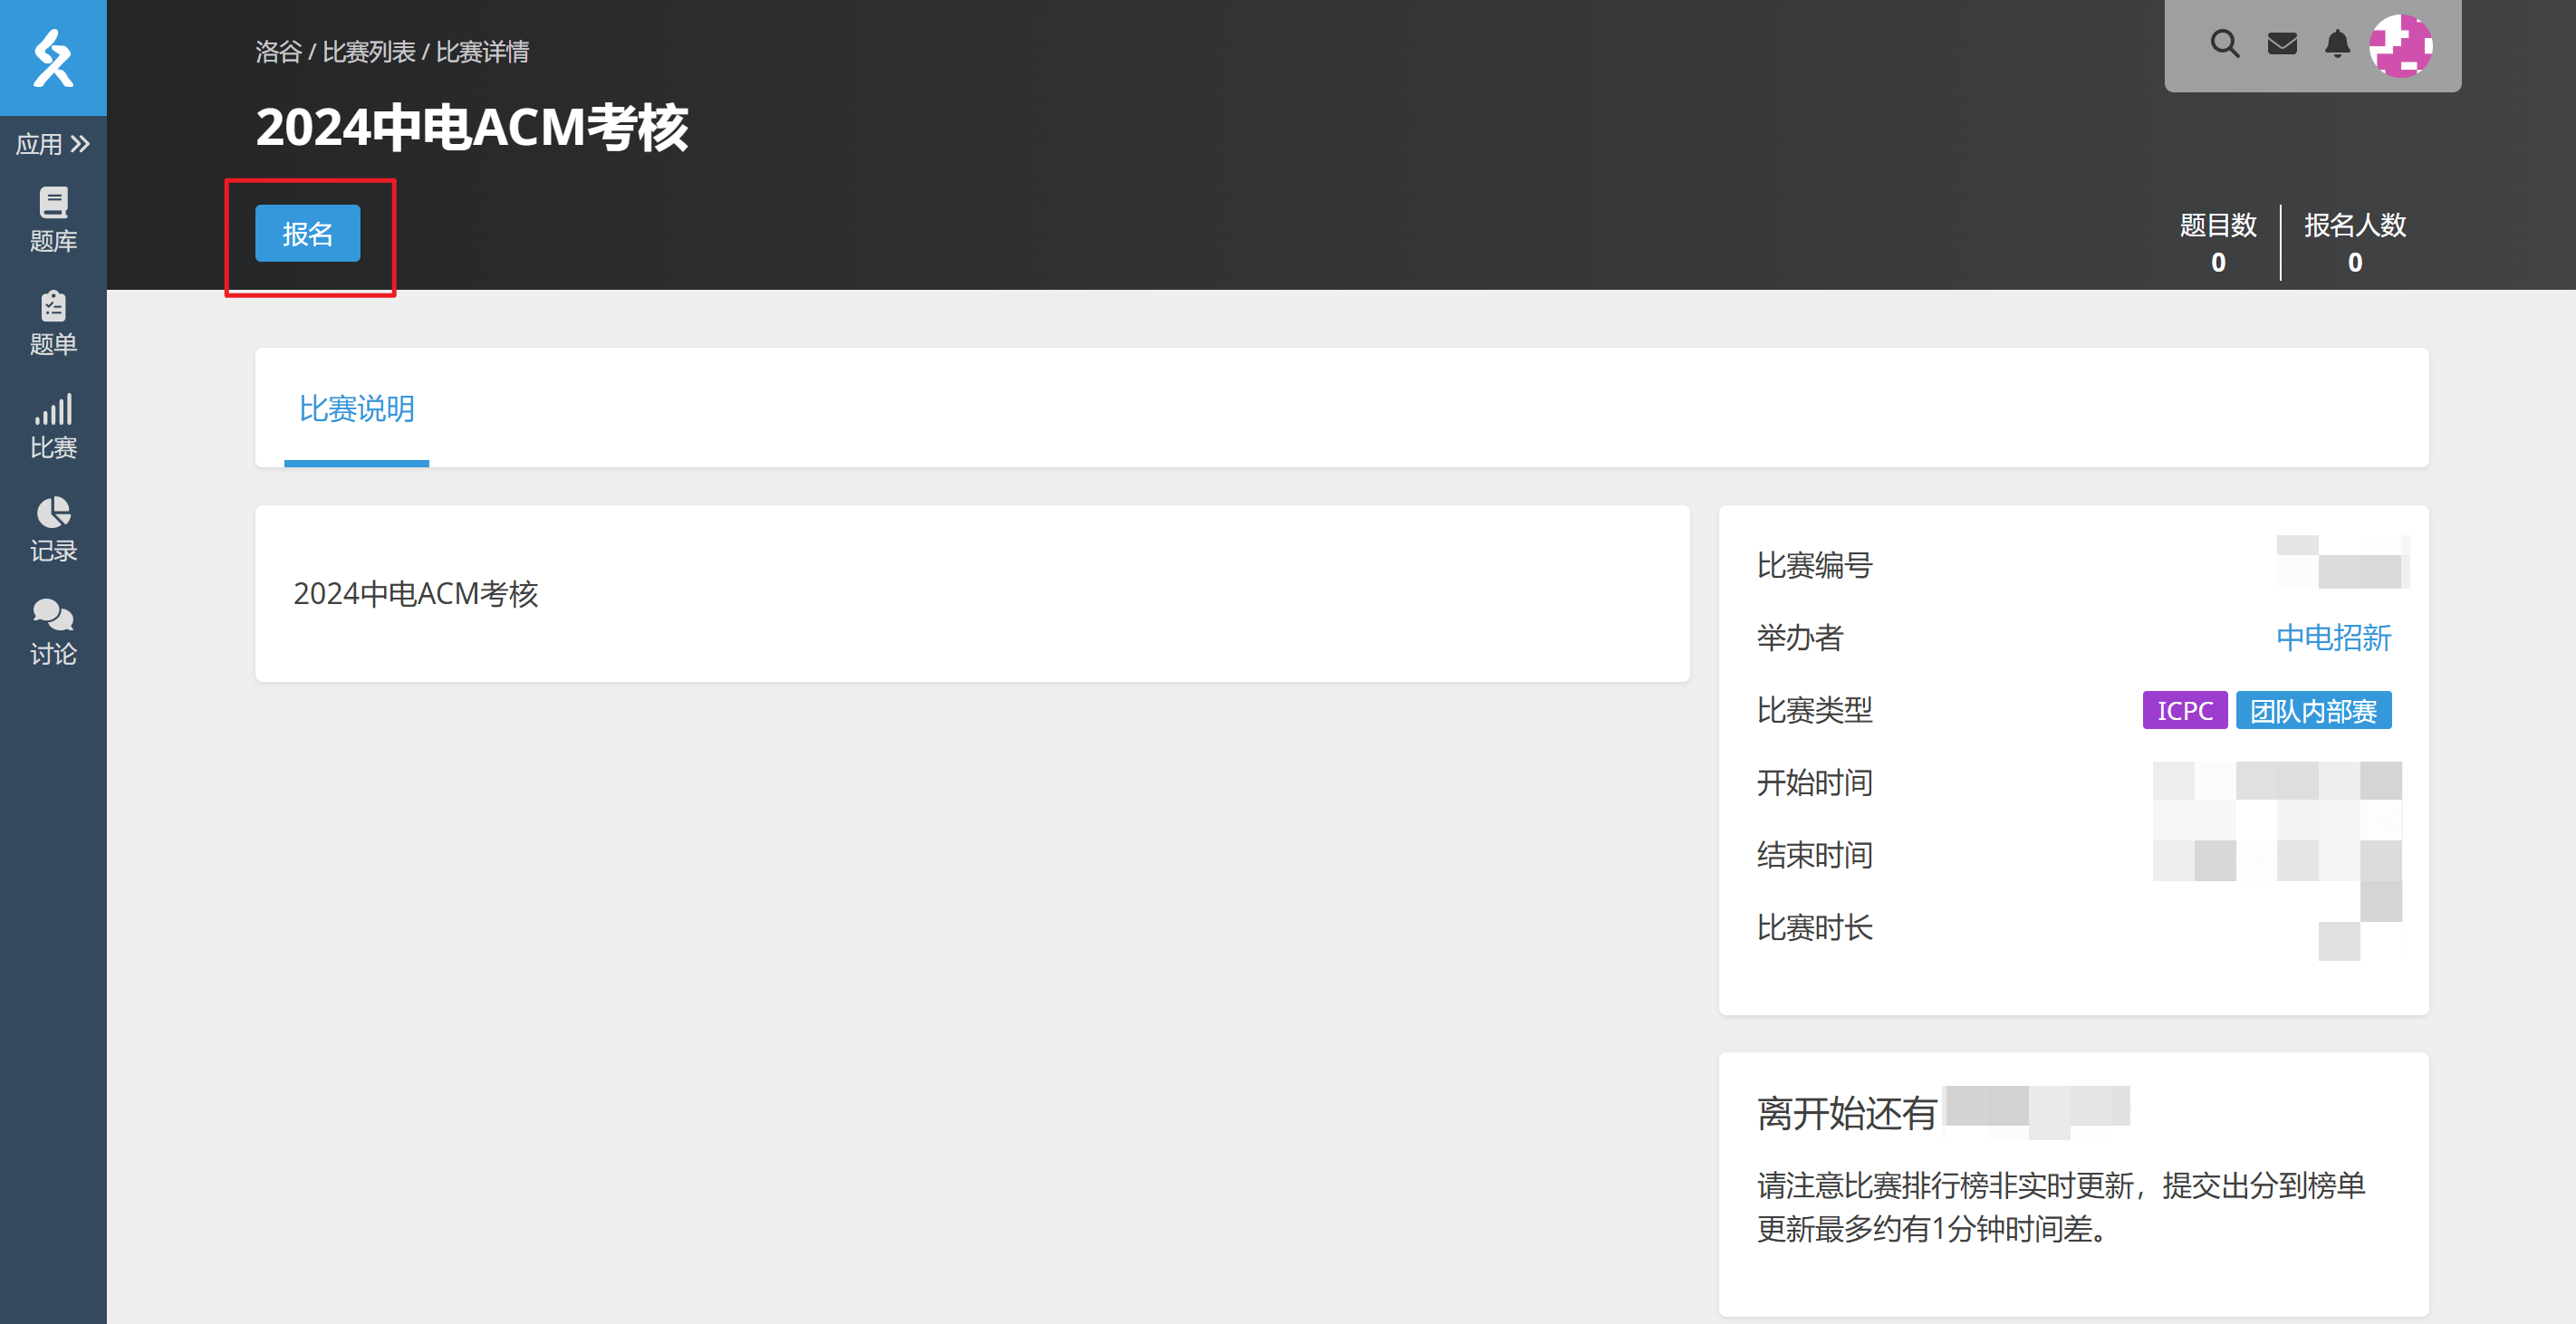 洛谷 / 比赛列表 / 比赛详情
2024中电ACM考核
报名
题目数
0
报名人数
0
应用
题库
题单
比赛
记录
讨论
比赛说明
2024中电ACM考核
比赛编号
举办者 中电招新
比赛类型 ICPC 团队内部赛
开始时间
结束时间
比赛时长
离开始还有
请注意比赛排行榜非实时更新，提交出分到榜单
更新最多约有1分钟时间差。